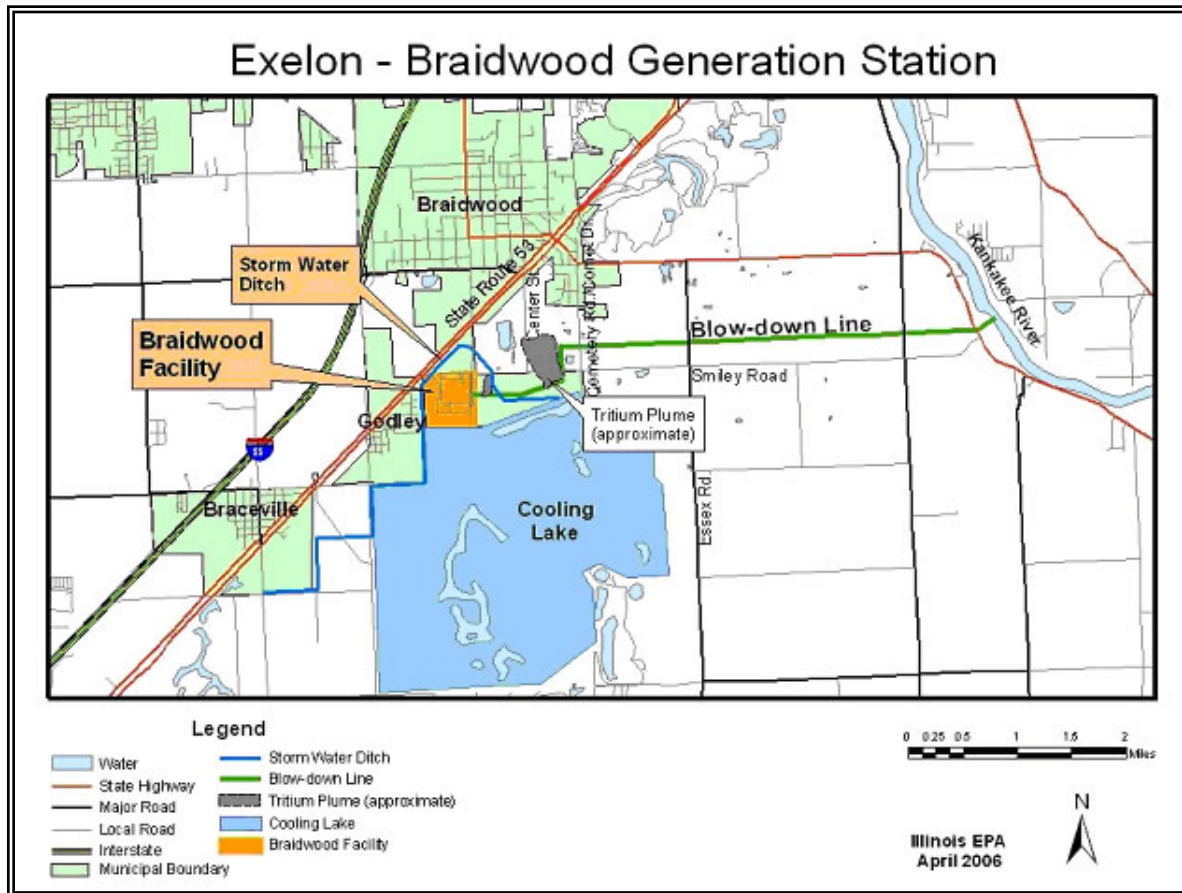 Exelon - Braidwood Generation Station
Braidwood
Storm Water
Ditch
State Route 53
Center St
Cemetery Rd./Comet Dr.
Kankakee River
Braidwood
Facility
Blow-down Line
Smiley Road
Godley
Tritium Plume
(approximate)
55
Braceville
Cooling
Lake
Essex Rd.
Legend
Water
State Highway
Major Road
Local Road
Interstate
Municipal Boundary
Storm Water Ditch
Blow-down Line
Tritium Plume (approximate)
Cooling Lake
Braidwood Facility
0 0.25 0.5 1 1.5 2
Miles
N
Illinois EPA
April 2006